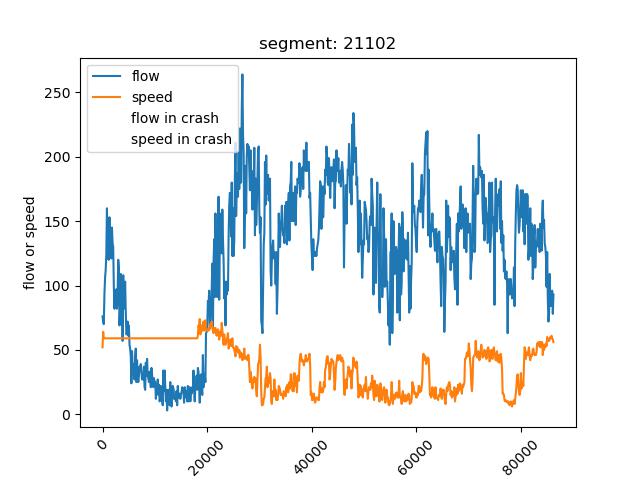 segment: 21102
flow
speed
flow in crash
speed in crash
flow or speed
250
200
150
100
50
0
0
20000
40000
60000
80000